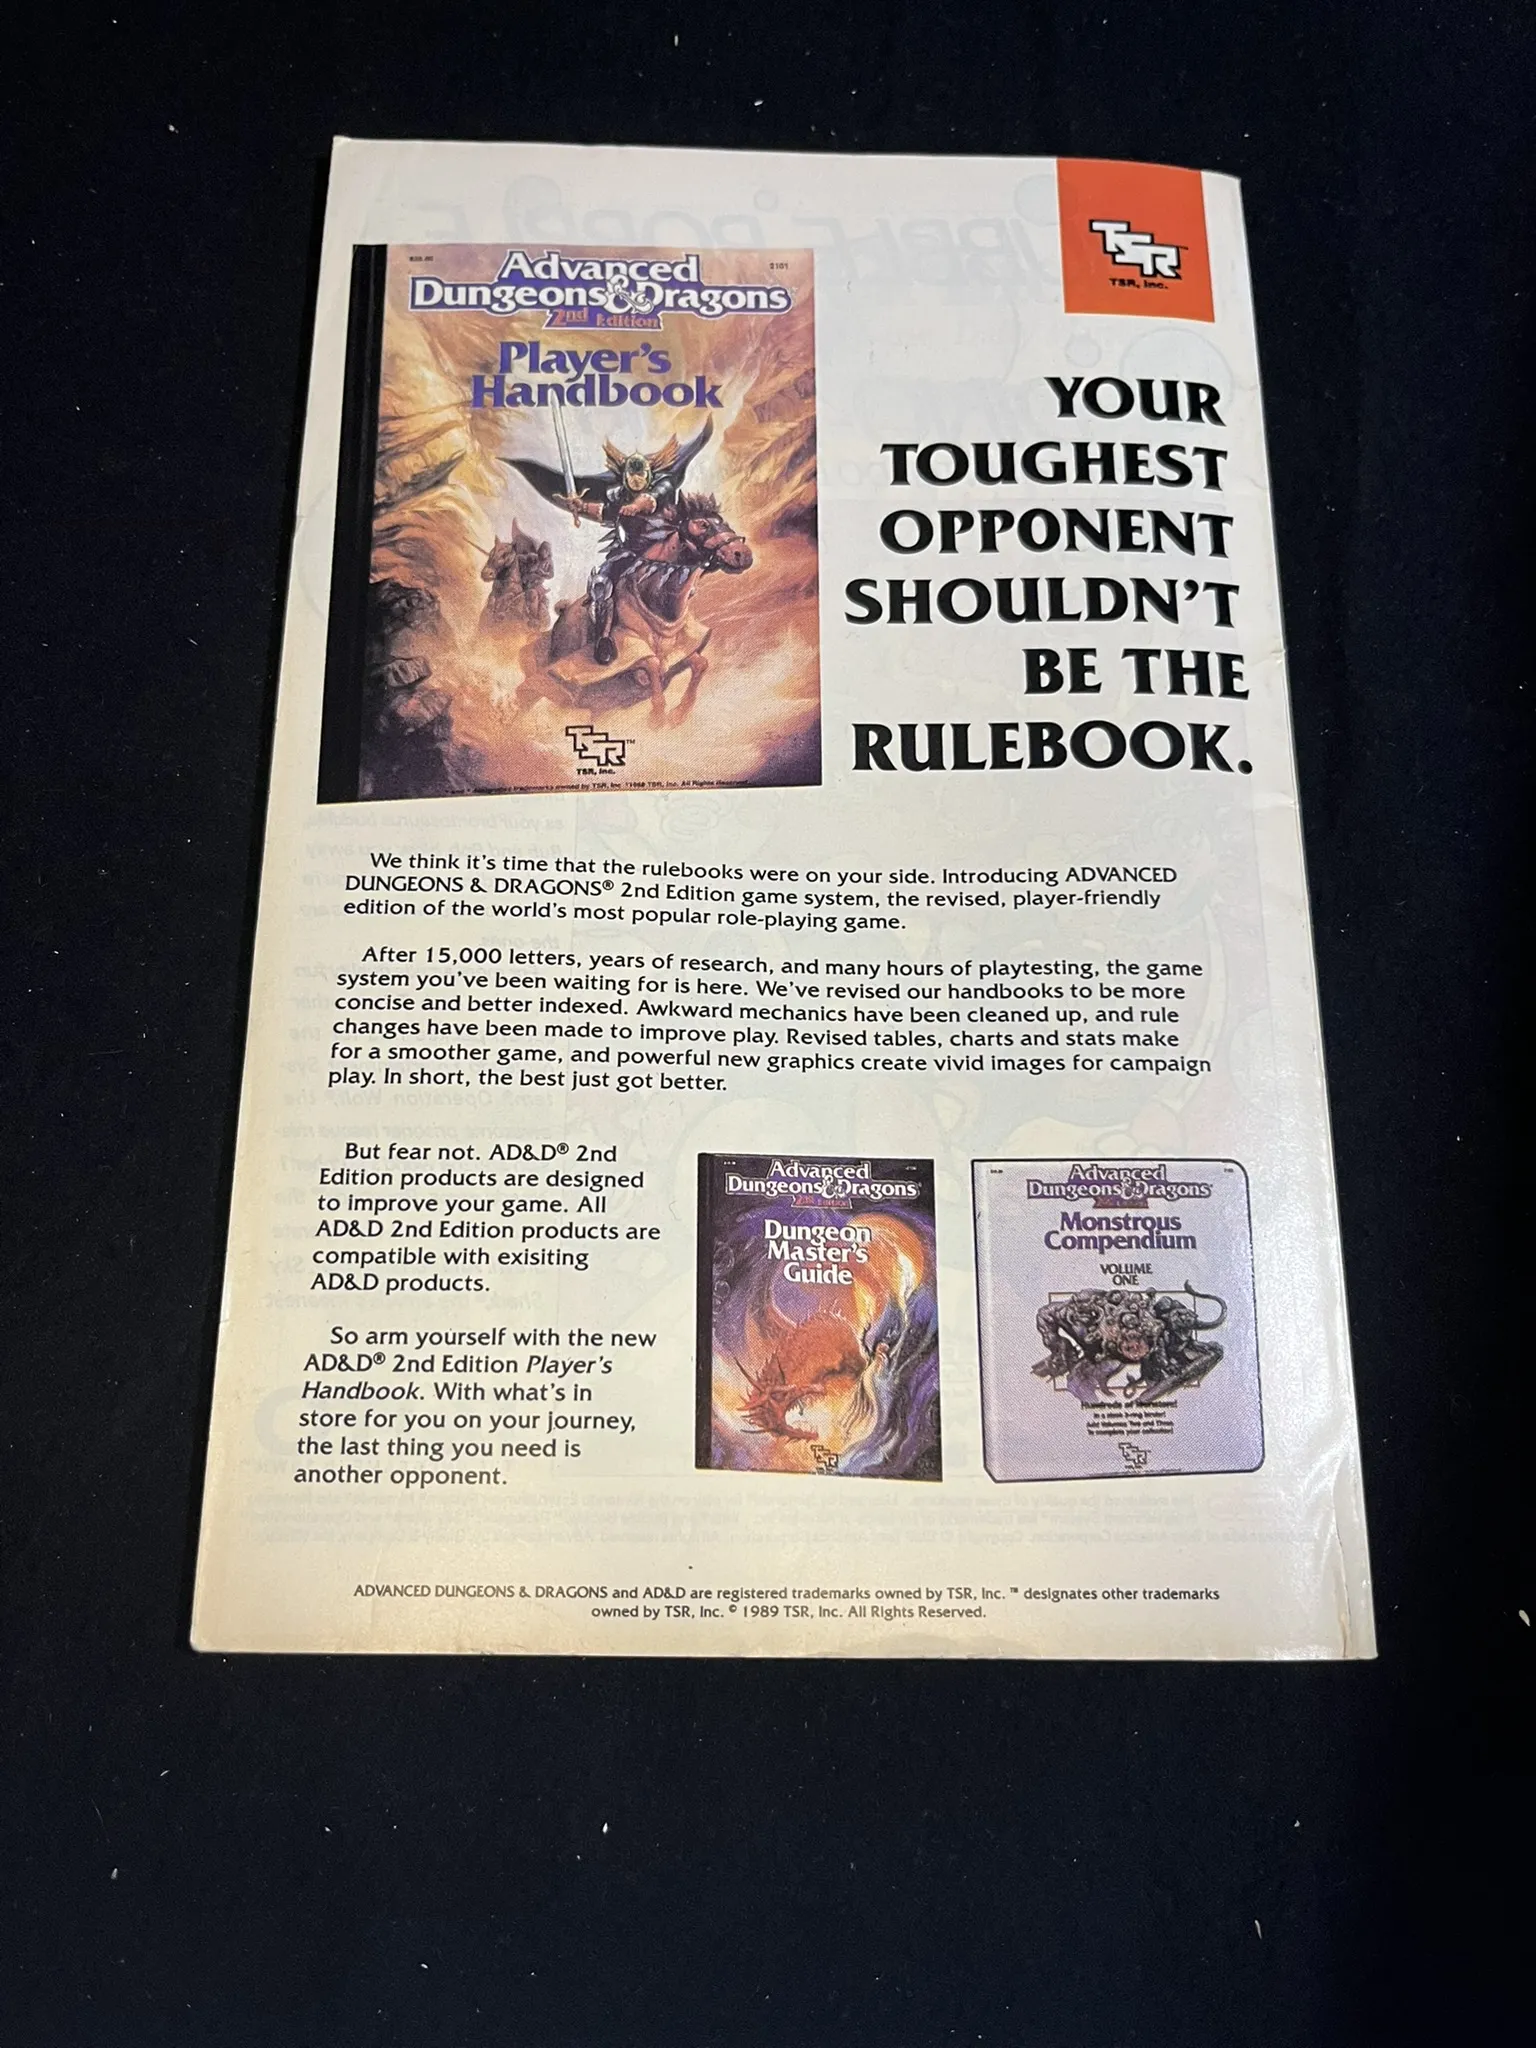 TSR™
TSR, Inc.
Advanced
Dungeons & Dragons
2nd Edition
Player's
Handbook
TSR™
TSR, Inc.
YOUR
TOUGHEST
OPPONENT
SHOULDN'T
BE THE
RULEBOOK.
We think it's time that the rulebooks were on your side. Introducing ADVANCED
DUNGEONS & DRAGONS® 2nd Edition game system, the revised, player-friendly
edition of the world's most popular role-playing game.
After 15,000 letters, years of research, and many hours of playtesting, the game
system you've been waiting for is here. We've revised our handbooks to be more
concise and better indexed. Awkward mechanics have been cleaned up, and rule
changes have been made to improve play. Revised tables, charts and stats make
for a smoother game, and powerful new graphics create vivid images for campaign
play. In short, the best just got better.
But fear not. AD&D® 2nd
Edition products are designed
to improve your game. All
AD&D 2nd Edition products are
compatible with exisiting
AD&D products.
So arm yourself with the new
AD&D® 2nd Edition Player's
Handbook. With what's in
store for you on your journey,
the last thing you need is
another opponent.
Advanced
Dungeons & Dragons
2nd Edition
Dungeon
Master's
Guide
TSR
Advanced
Dungeons & Dragons
Monstrous
Compendium
VOLUME
ONE
Hundreds of Monsters!
TSR
ADVANCED DUNGEONS & DRAGONS and AD&D are registered trademarks owned by TSR, Inc. ™ designates other trademarks
owned by TSR, Inc. © 1989 TSR, Inc. All Rights Reserved.